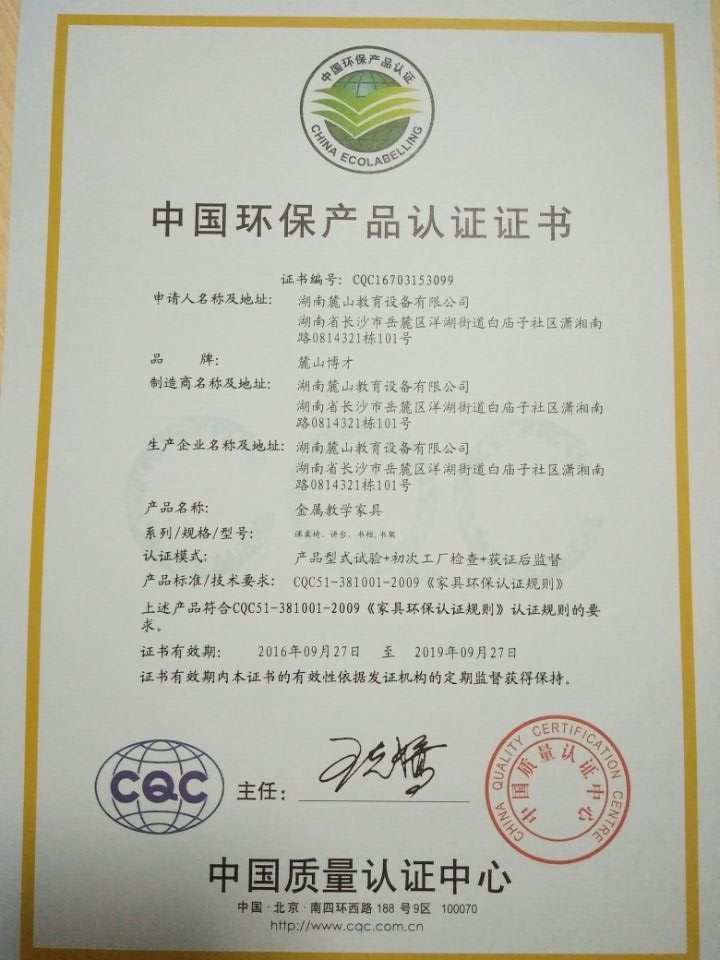 中国环保产品认证
CHINA ECOLABELLING
中国环保产品认证证书
证书编号: CQC16703153099
申请人名称及地址: 湖南麓山教育设备有限公司
湖南省长沙市岳麓区洋湖街道白庙子社区潇湘南
路0814321栋101号
品 牌: 麓山博才
制造商名称及地址: 湖南麓山教育设备有限公司
湖南省长沙市岳麓区洋湖街道白庙子社区潇湘南
路0814321栋101号
生产企业名称及地址: 湖南麓山教育设备有限公司
湖南省长沙市岳麓区洋湖街道白庙子社区潇湘南
路0814321栋101号
产品名称: 金属教学家具
系列/规格/型号: 课桌椅、讲台、书柜,书架
认证模式: 产品型式试验+初次工厂检查+获证后监督
产品标准/技术要求: CQC51-381001-2009《家具环保认证规则》
上述产品符合CQC51-381001-2009《家具环保认证规则》认证规则的要
求。
证书有效期: 2016年09月27日 至 2019年09月27日
证书有效期内本证书的有效性依据发证机构的定期监督获得保持。
CQC
主任:
CHINA QUALITY CERTIFICATION CENTRE
中国质量认证中心
中国质量认证中心
中国·北京·南四环西路 188 号9区 100070
http://www.cqc.com.cn